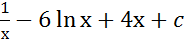 1/x − 6 ln x + 4x + c